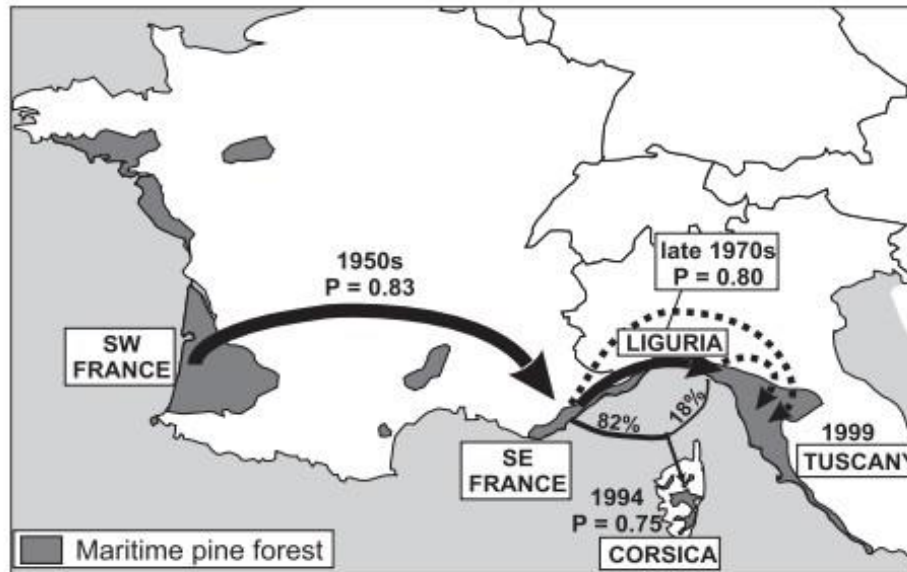 1950s
P = 0.83
late 1970s
P = 0.80
SW
FRANCE
LIGURIA
82%
18%
SE
FRANCE
1999
TUSCANY
1994
P = 0.75
CORSICA
Maritime pine forest